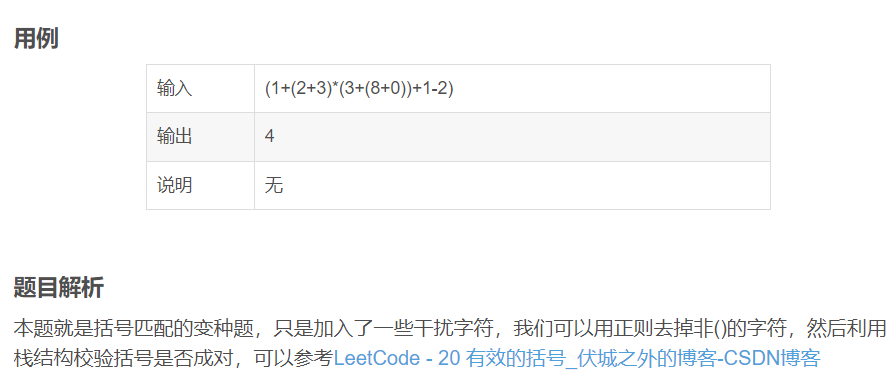 用例
输入 (1+(2+3)*(3+(8+0))+1-2)
输出 4
说明 无
题目解析
本题就是括号匹配的变种题，只是加入了一些干扰字符，我们可以用正则去掉非()的字符，然后利用
栈结构校验括号是否成对，可以参考LeetCode - 20 有效的括号_伏城之外的博客-CSDN博客